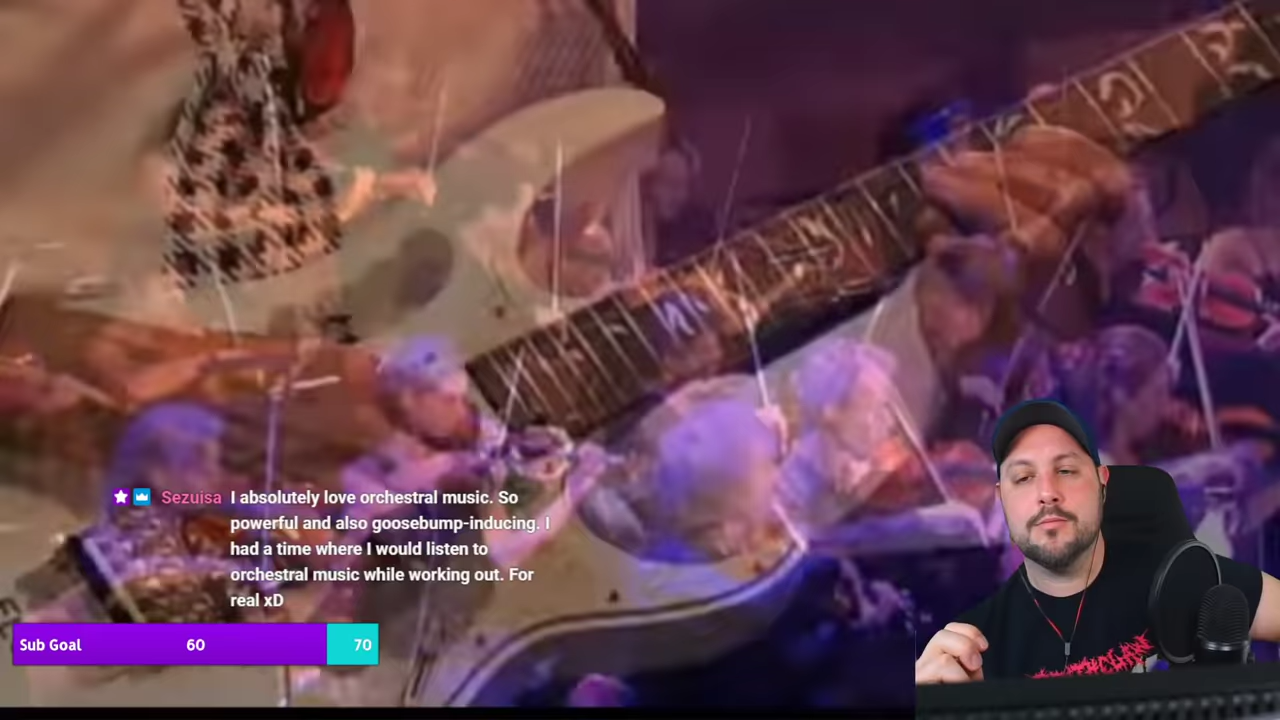 Sezuisa I absolutely love orchestral music. So
powerful and also goosebump-inducing. I
had a time where I would listen to
orchestral music while working out. For
real xD
Sub Goal 60 70